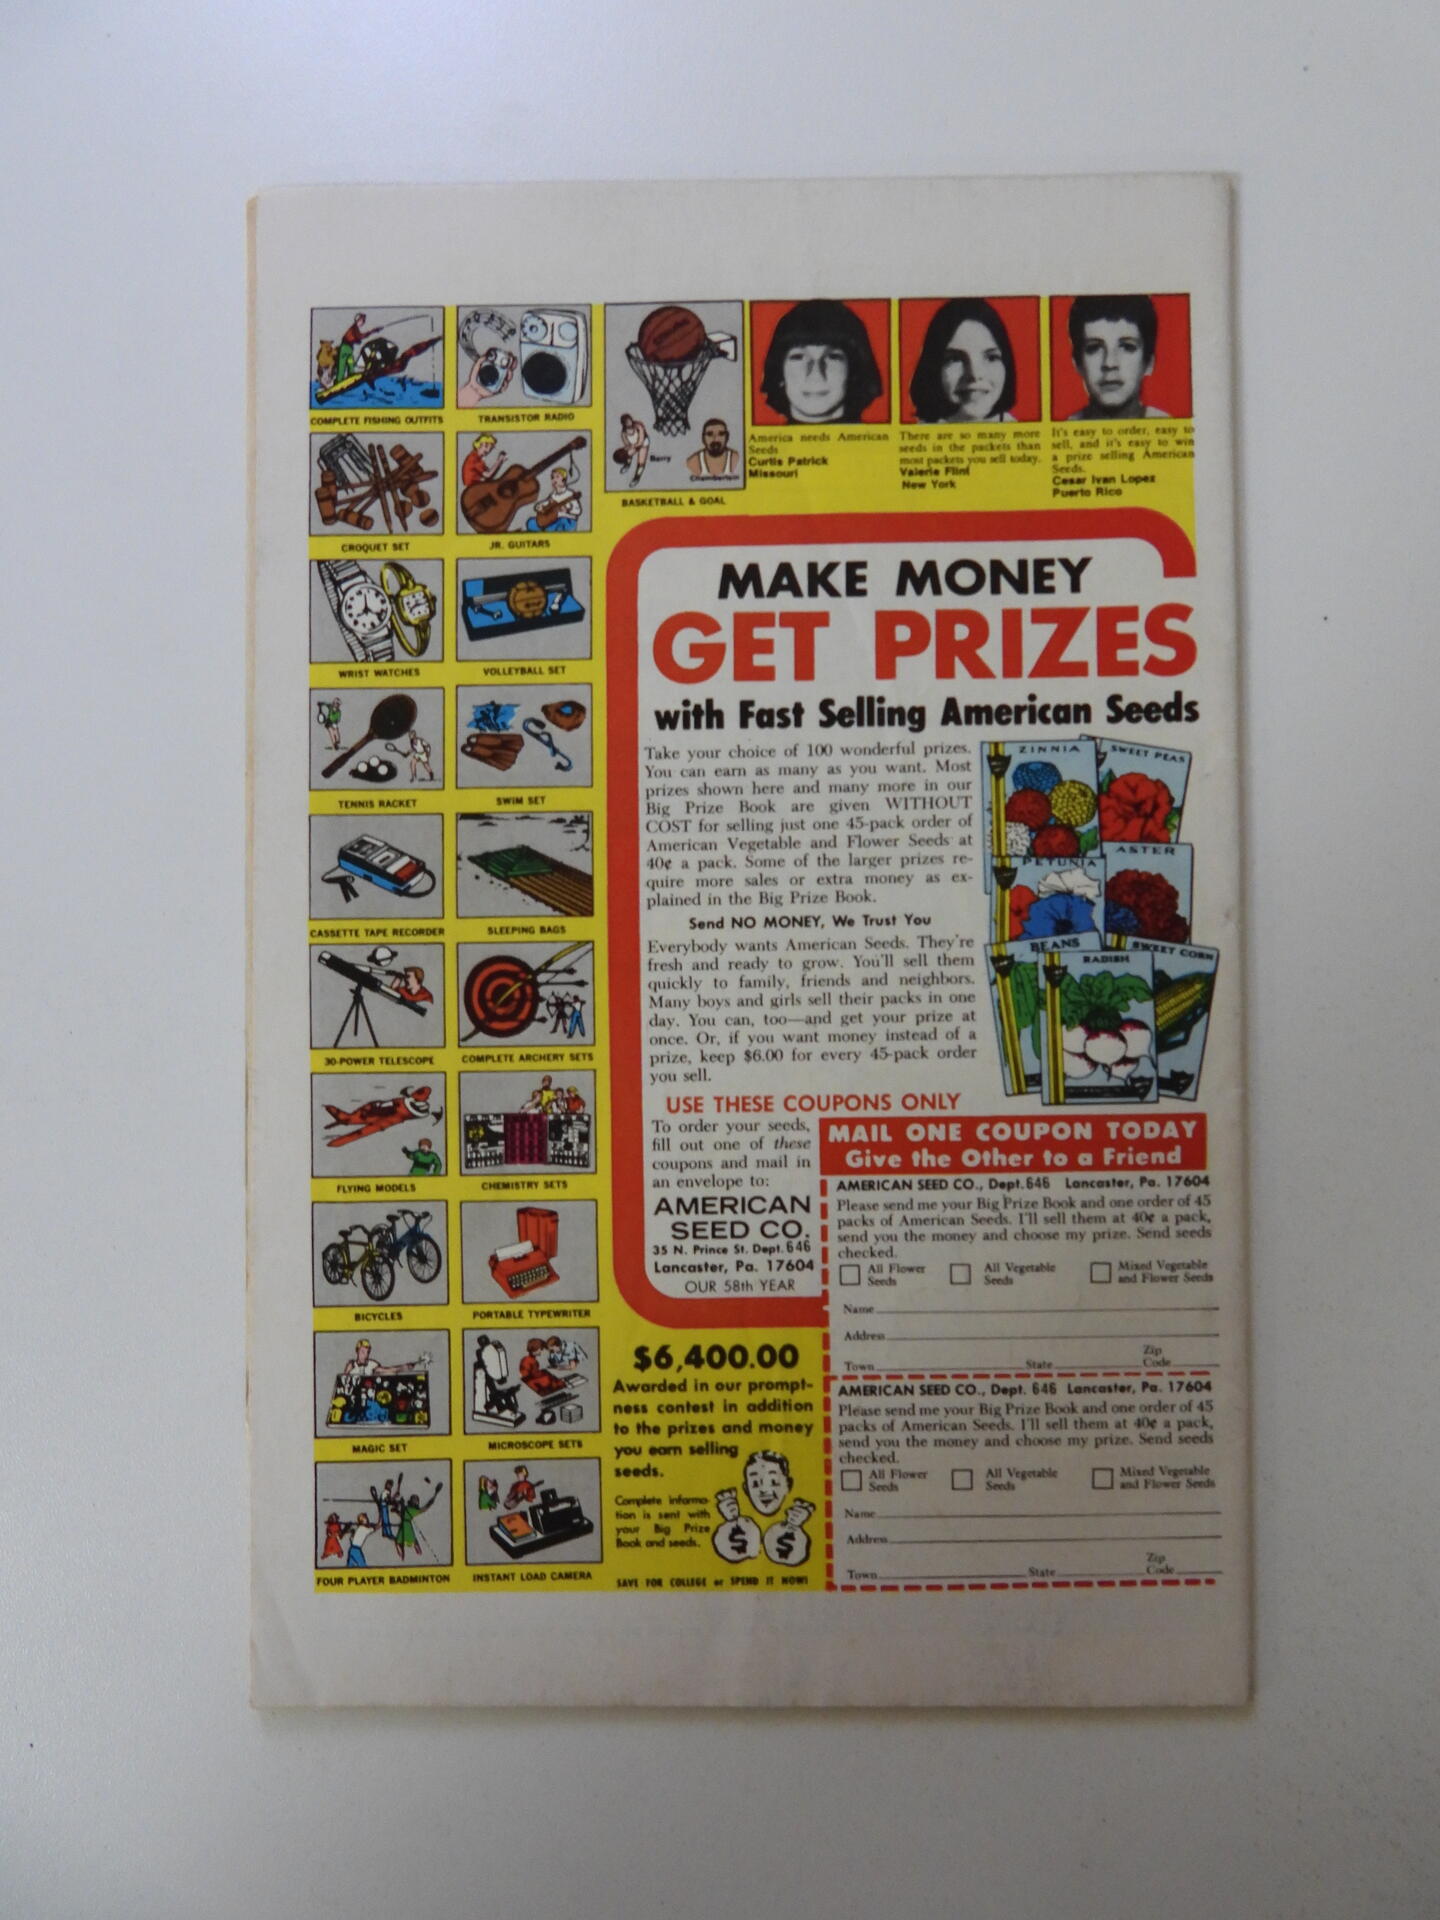 COMPLETE FISHING OUTFITS
TRANSISTOR RADIO
CROQUET SET
JR. GUITARS
WRIST WATCHES
VOLLEYBALL SET
TENNIS RACKET
SWIM SET
CASSETTE TAPE RECORDER
SLEEPING BAGS
30-POWER TELESCOPE
COMPLETE ARCHERY SETS
FLYING MODELS
CHEMISTRY SETS
BICYCLES
PORTABLE TYPEWRITER
MAGIC SET
MICROSCOPE SETS
FOUR PLAYER BADMINTON
INSTANT LOAD CAMERA
Barry
Chamberlain
BASKETBALL & GOAL
America needs American
Seeds
Curtis Patrick
Missouri
There are so many more
seeds in the packets than
most packets you sell today.
Valerie Flint
New York
It's easy to order, easy to
sell, and it's easy to win
a prize selling American
Seeds.
Cesar Ivan Lopez
Puerto Rico
MAKE MONEY
GET PRIZES
with Fast Selling American Seeds
Take your choice of 100 wonderful prizes.
You can earn as many as you want. Most
prizes shown here and many more in our
Big Prize Book are given WITHOUT
COST for selling just one 45-pack order of
American Vegetable and Flower Seeds at
40¢ a pack. Some of the larger prizes re-
quire more sales or extra money as ex-
plained in the Big Prize Book.
Send NO MONEY, We Trust You
Everybody wants American Seeds. They're
fresh and ready to grow. You'll sell them
quickly to family, friends and neighbors.
Many boys and girls sell their packs in one
day. You can, too—and get your prize at
once. Or, if you want money instead of a
prize, keep $6.00 for every 45-pack order
you sell.
ZINNIA
SWEET PEAS
PETUNIA
ASTER
BEANS
RADISH
SWEET CORN
USE THESE COUPONS ONLY
To order your seeds,
fill out one of these
coupons and mail in
an envelope to:
AMERICAN
SEED CO.
35 N. Prince St. Dept. 646
Lancaster, Pa. 17604
OUR 58th YEAR
$6,400.00
Awarded in our prompt-
ness contest in addition
to the prizes and money
you earn selling
seeds.
Complete informa-
tion is sent with
your Big Prize
Book and seeds.
$ $
SAVE FOR COLLEGE or SPEND IT NOW!
MAIL ONE COUPON TODAY
Give the Other to a Friend
AMERICAN SEED CO., Dept. 646 Lancaster, Pa. 17604
Please send me your Big Prize Book and one order of 45
packs of American Seeds. I'll sell them at 40¢ a pack,
send you the money and choose my prize. Send seeds
checked.
All Flower Seeds All Vegetable Seeds Mixed Vegetable and Flower Seeds
Name
Address
Town State Zip Code
AMERICAN SEED CO., Dept. 646 Lancaster, Pa. 17604
Please send me your Big Prize Book and one order of 45
packs of American Seeds. I'll sell them at 40¢ a pack,
send you the money and choose my prize. Send seeds
checked.
All Flower Seeds All Vegetable Seeds Mixed Vegetable and Flower Seeds
Name
Address
Town State Zip Code